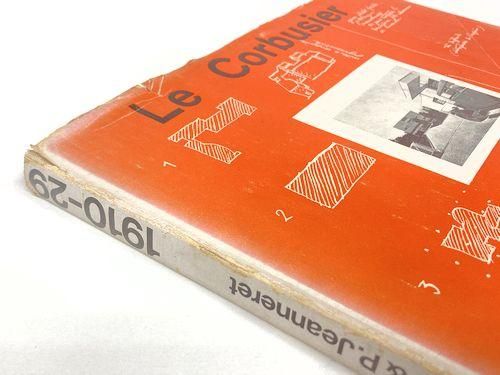 Le Corbusier
1
2
3
1910–29
& P. Jeanneret